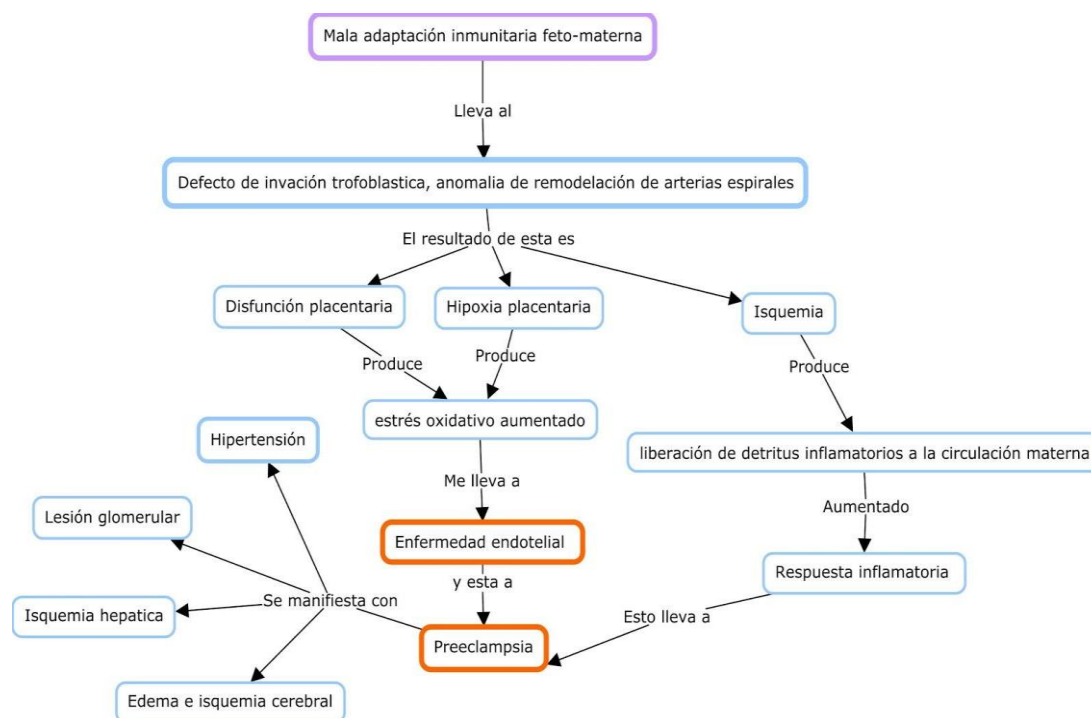 Mala adaptación inmunitaria feto-materna
Lleva al
Defecto de invación trofoblastica, anomalia de remodelación de arterias espirales
El resultado de esta es
Disfunción placentaria
Hipoxia placentaria
Isquemia
Produce
Produce
Produce
estrés oxidativo aumentado
Hipertensión
liberación de detritus inflamatorios a la circulación materna
Me lleva a
Aumentado
Lesión glomerular
Enfermedad endotelial
Respuesta inflamatoria
y esta a
Se manifiesta con
Isquemia hepatica
Esto lleva a
Preeclampsia
Edema e isquemia cerebral